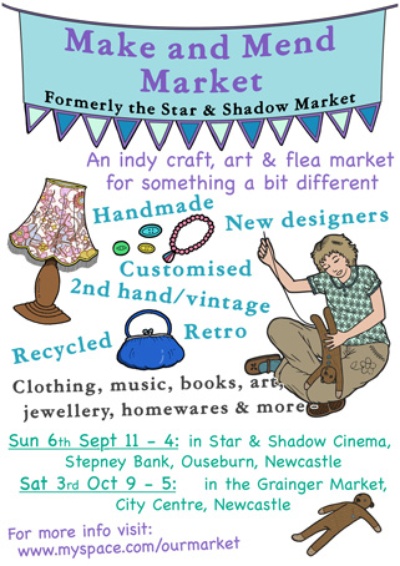 Make and Mend
Market
Formerly the Star & Shadow Market
An indy craft, art & flea market
for something a bit different
Handmade
New designers
Customised
2nd hand/vintage
Recycled
Retro
Clothing, music, books, art,
jewellery, homewares & more
Sun 6th Sept 11 - 4: in Star & Shadow Cinema,
Stepney Bank, Ouseburn, Newcastle
Sat 3rd Oct 9 - 5: in the Grainger Market,
City Centre, Newcastle
For more info visit:
www.myspace.com/ourmarket